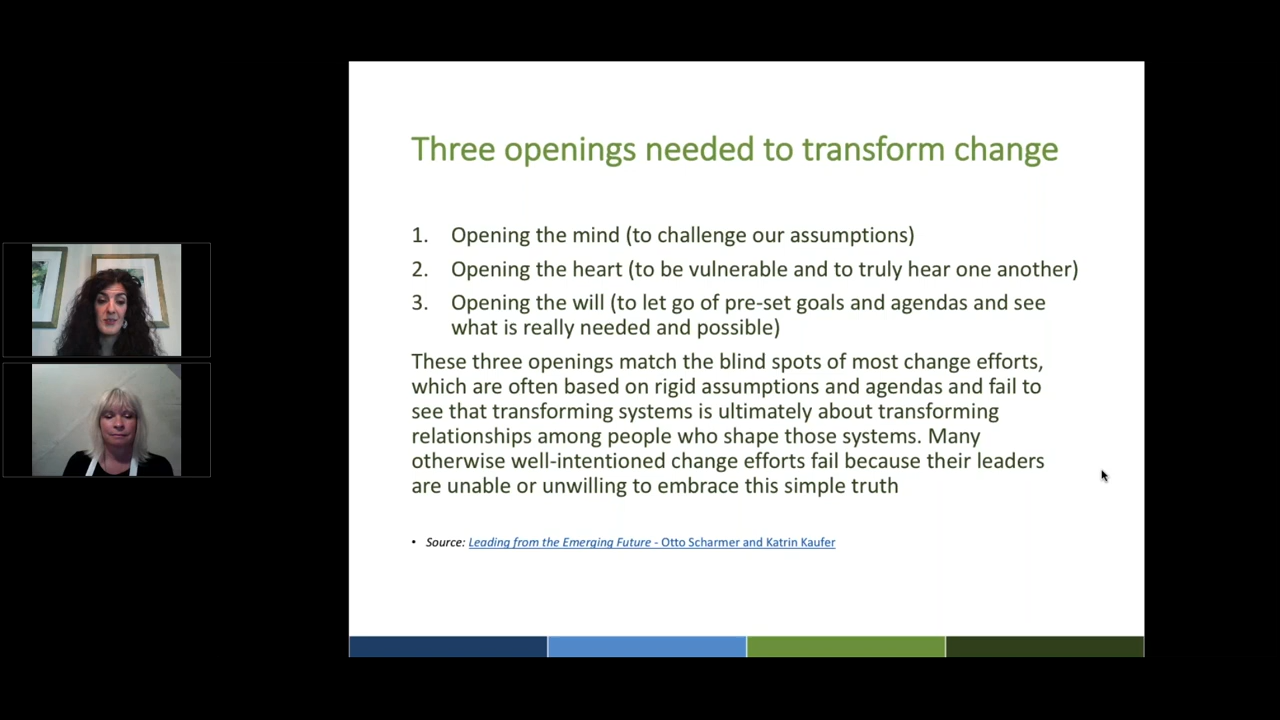 Three openings needed to transform change
1. Opening the mind (to challenge our assumptions)
2. Opening the heart (to be vulnerable and to truly hear one another)
3. Opening the will (to let go of pre-set goals and agendas and see
what is really needed and possible)
These three openings match the blind spots of most change efforts,
which are often based on rigid assumptions and agendas and fail to
see that transforming systems is ultimately about transforming
relationships among people who shape those systems. Many
otherwise well-intentioned change efforts fail because their leaders
are unable or unwilling to embrace this simple truth
• Source: Leading from the Emerging Future - Otto Scharmer and Katrin Kaufer